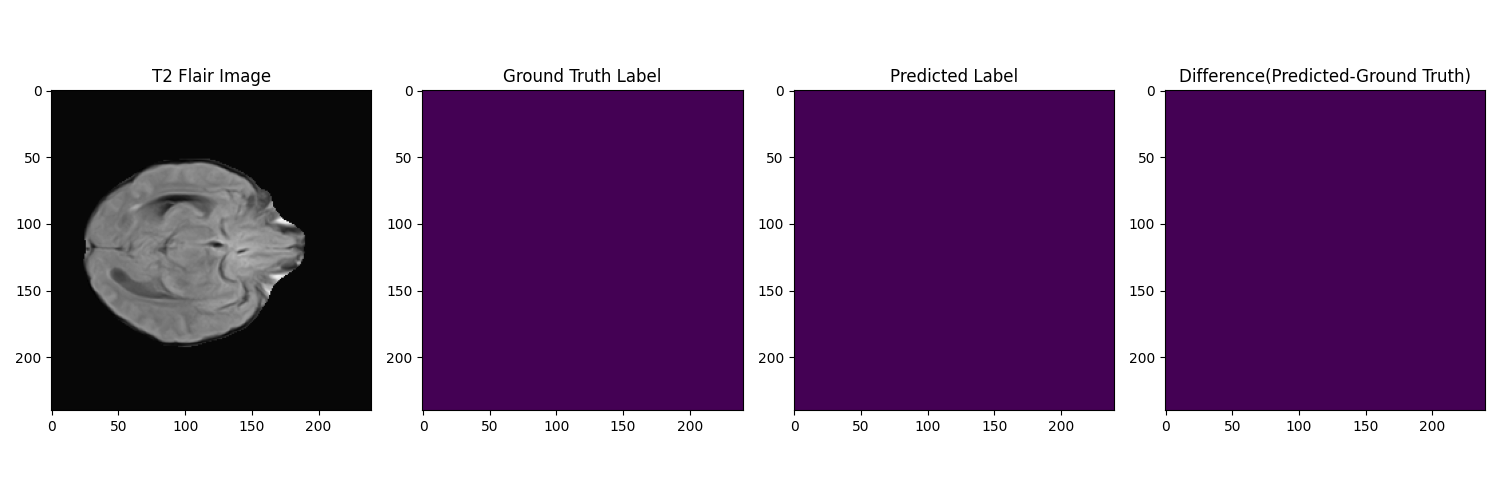 T2 Flair Image Ground Truth Label Predicted Label Difference(Predicted-Ground Truth)
0 0 0 0
50 50 50 50
100 100 100 100
150 150 150 150
200 200 200 200
0 50 100 150 200 0 50 100 150 200 0 50 100 150 200 0 50 100 150 200